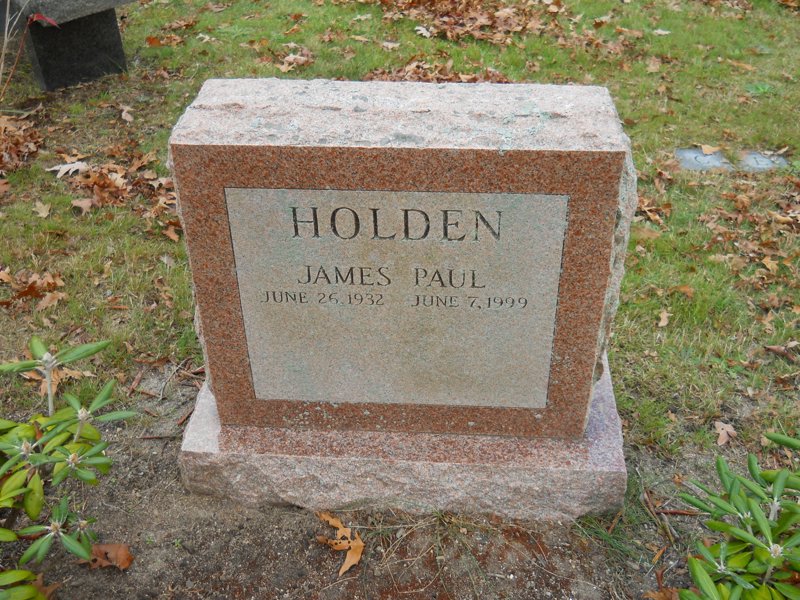 HOLDEN
JAMES PAUL
JUNE 26, 1932 JUNE 7, 1999